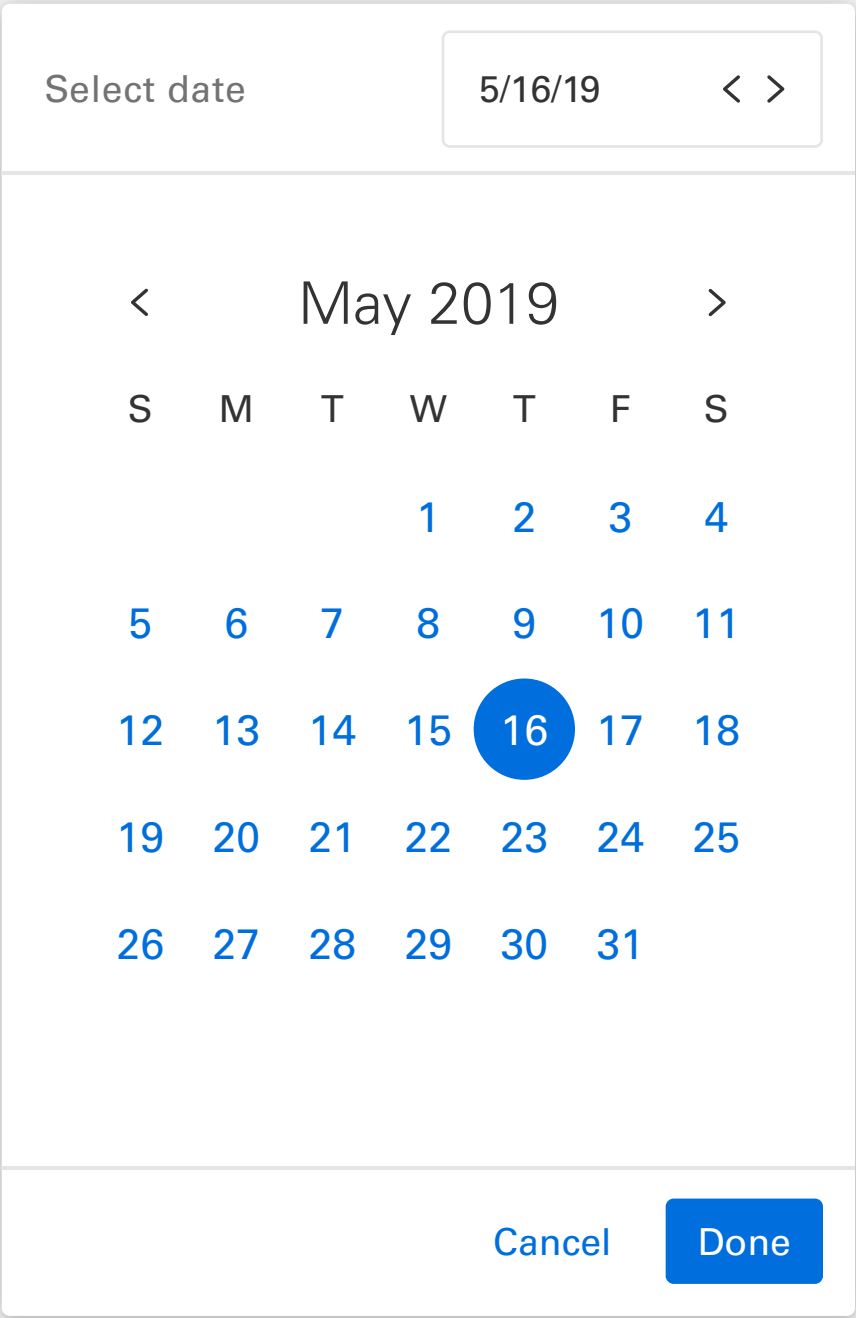 Select date 5/16/19 < >
< May 2019 >
S M T W T F S
1 2 3 4
5 6 7 8 9 10 11
12 13 14 15 16 17 18
19 20 21 22 23 24 25
26 27 28 29 30 31
Cancel Done